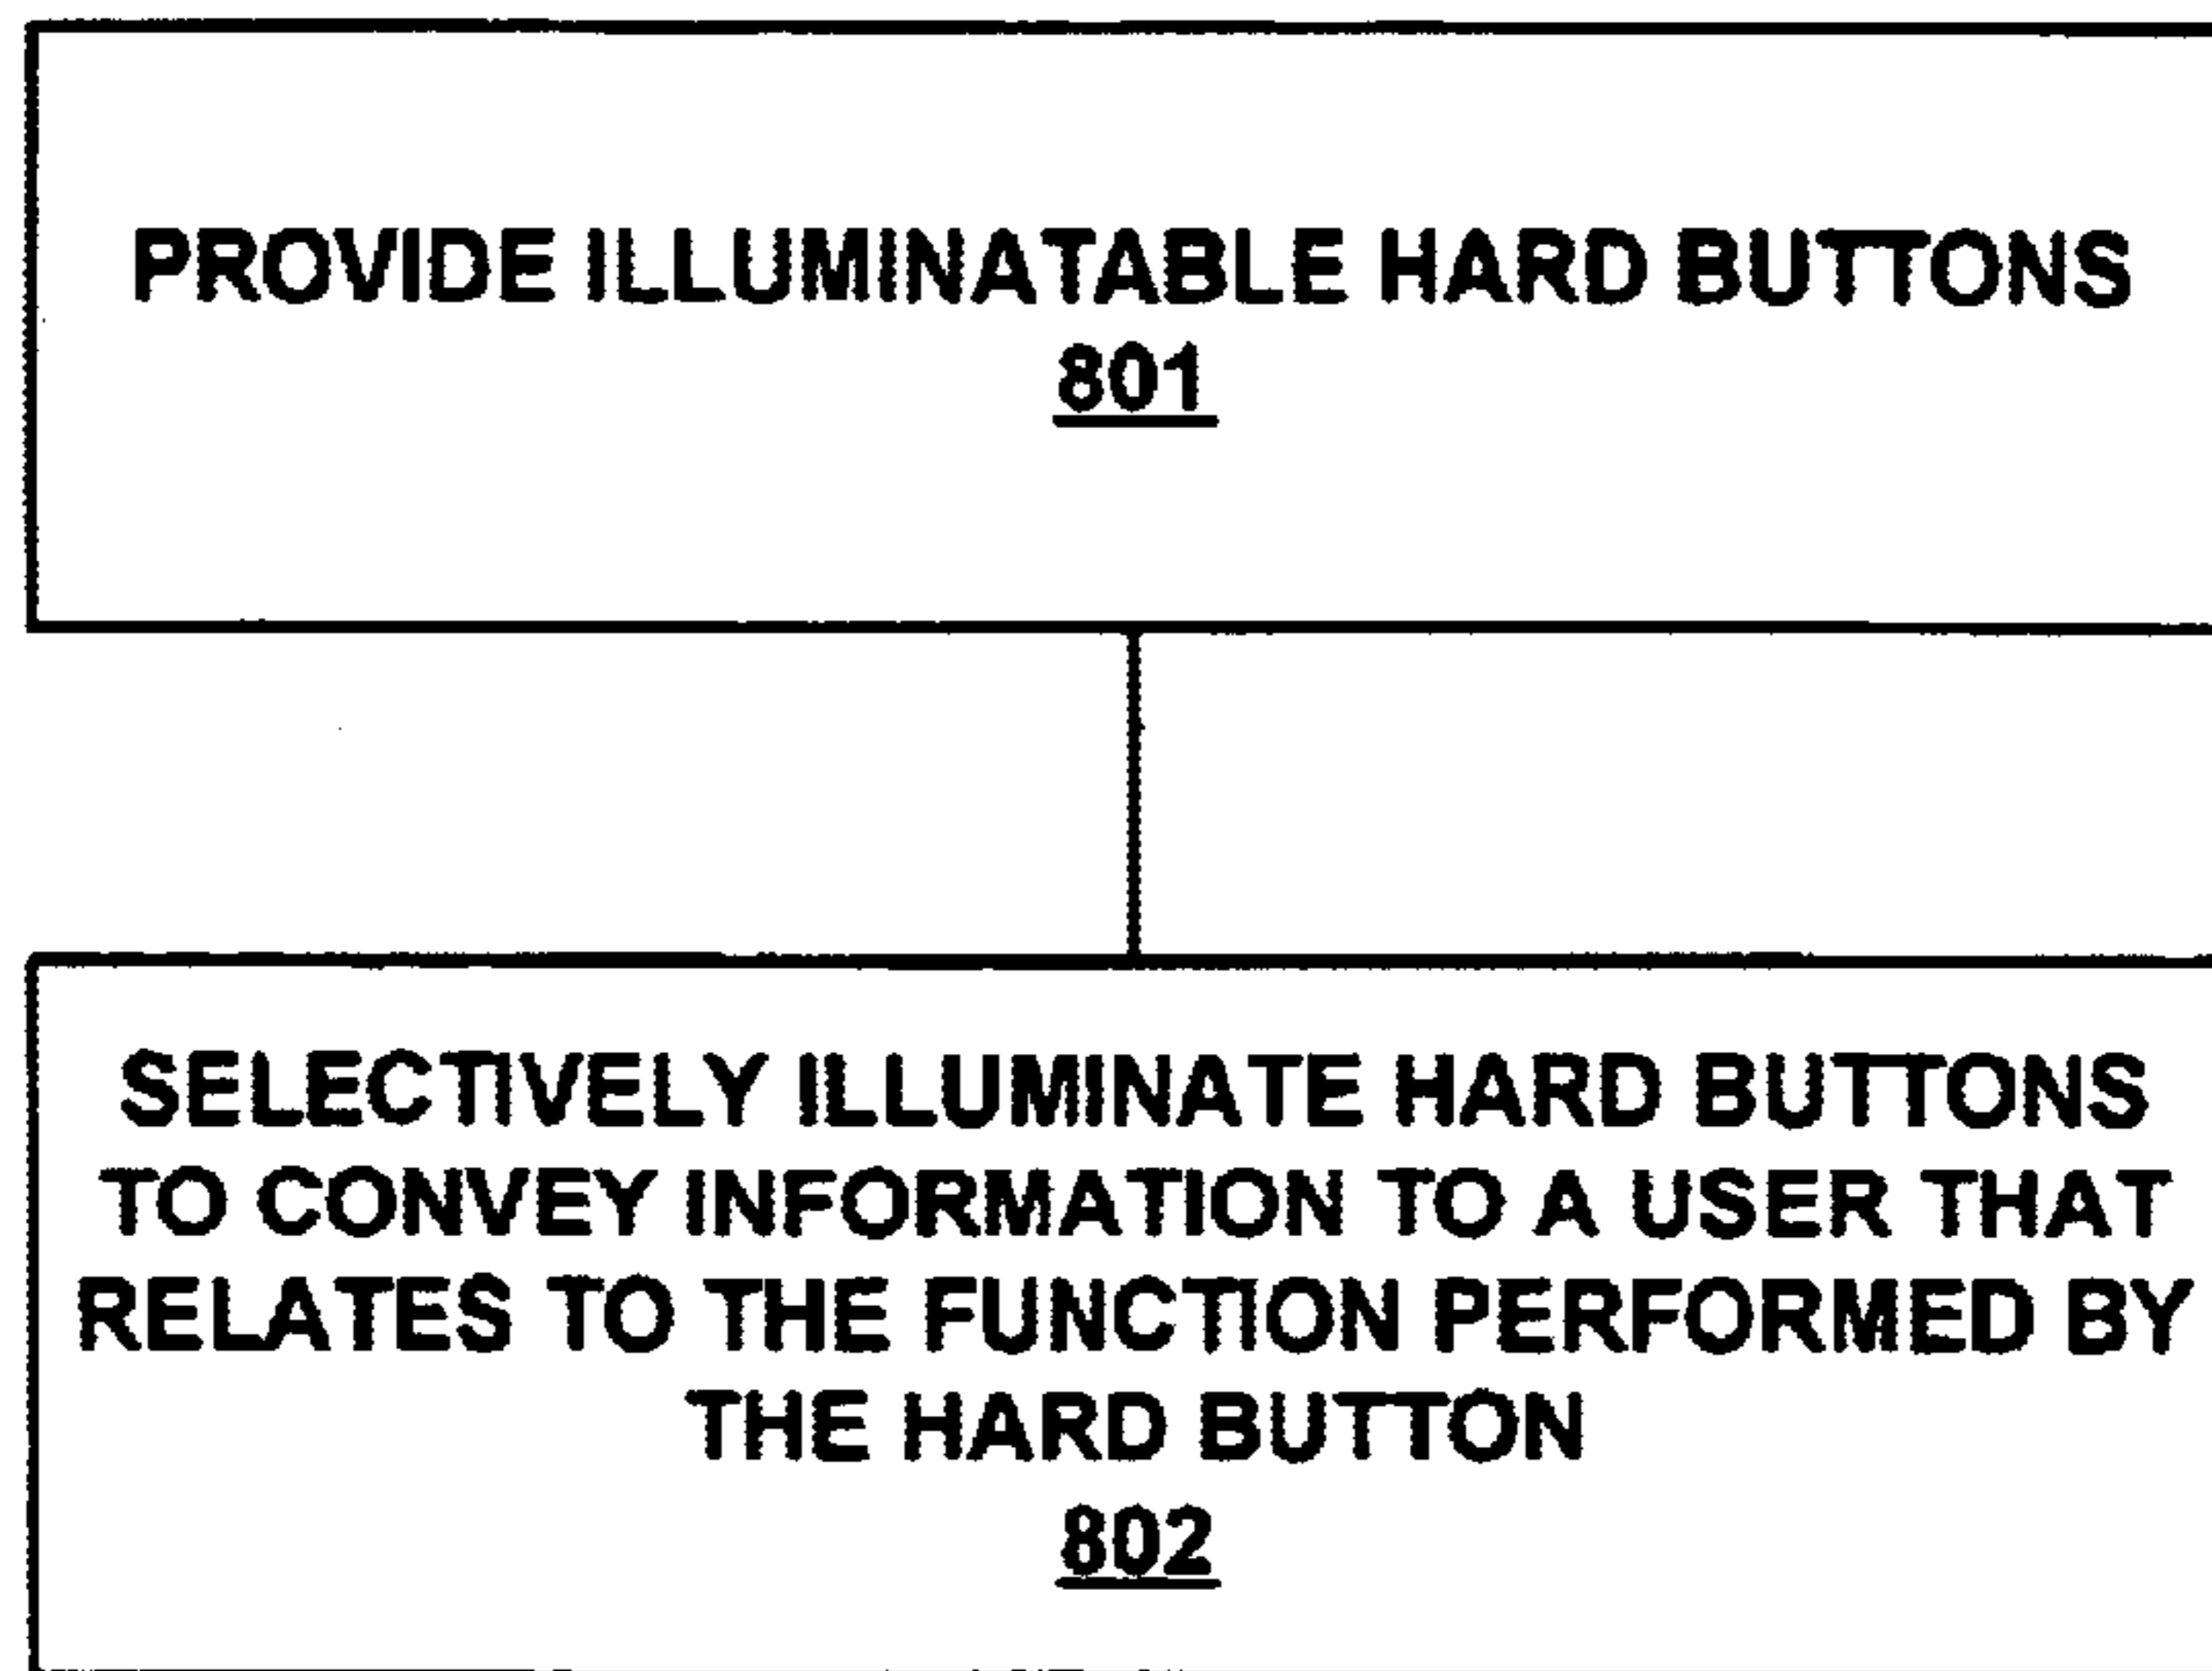 PROVIDE ILLUMINATABLE HARD BUTTONS
801
SELECTIVELY ILLUMINATE HARD BUTTONS
TO CONVEY INFORMATION TO A USER THAT
RELATES TO THE FUNCTION PERFORMED BY
THE HARD BUTTON
802